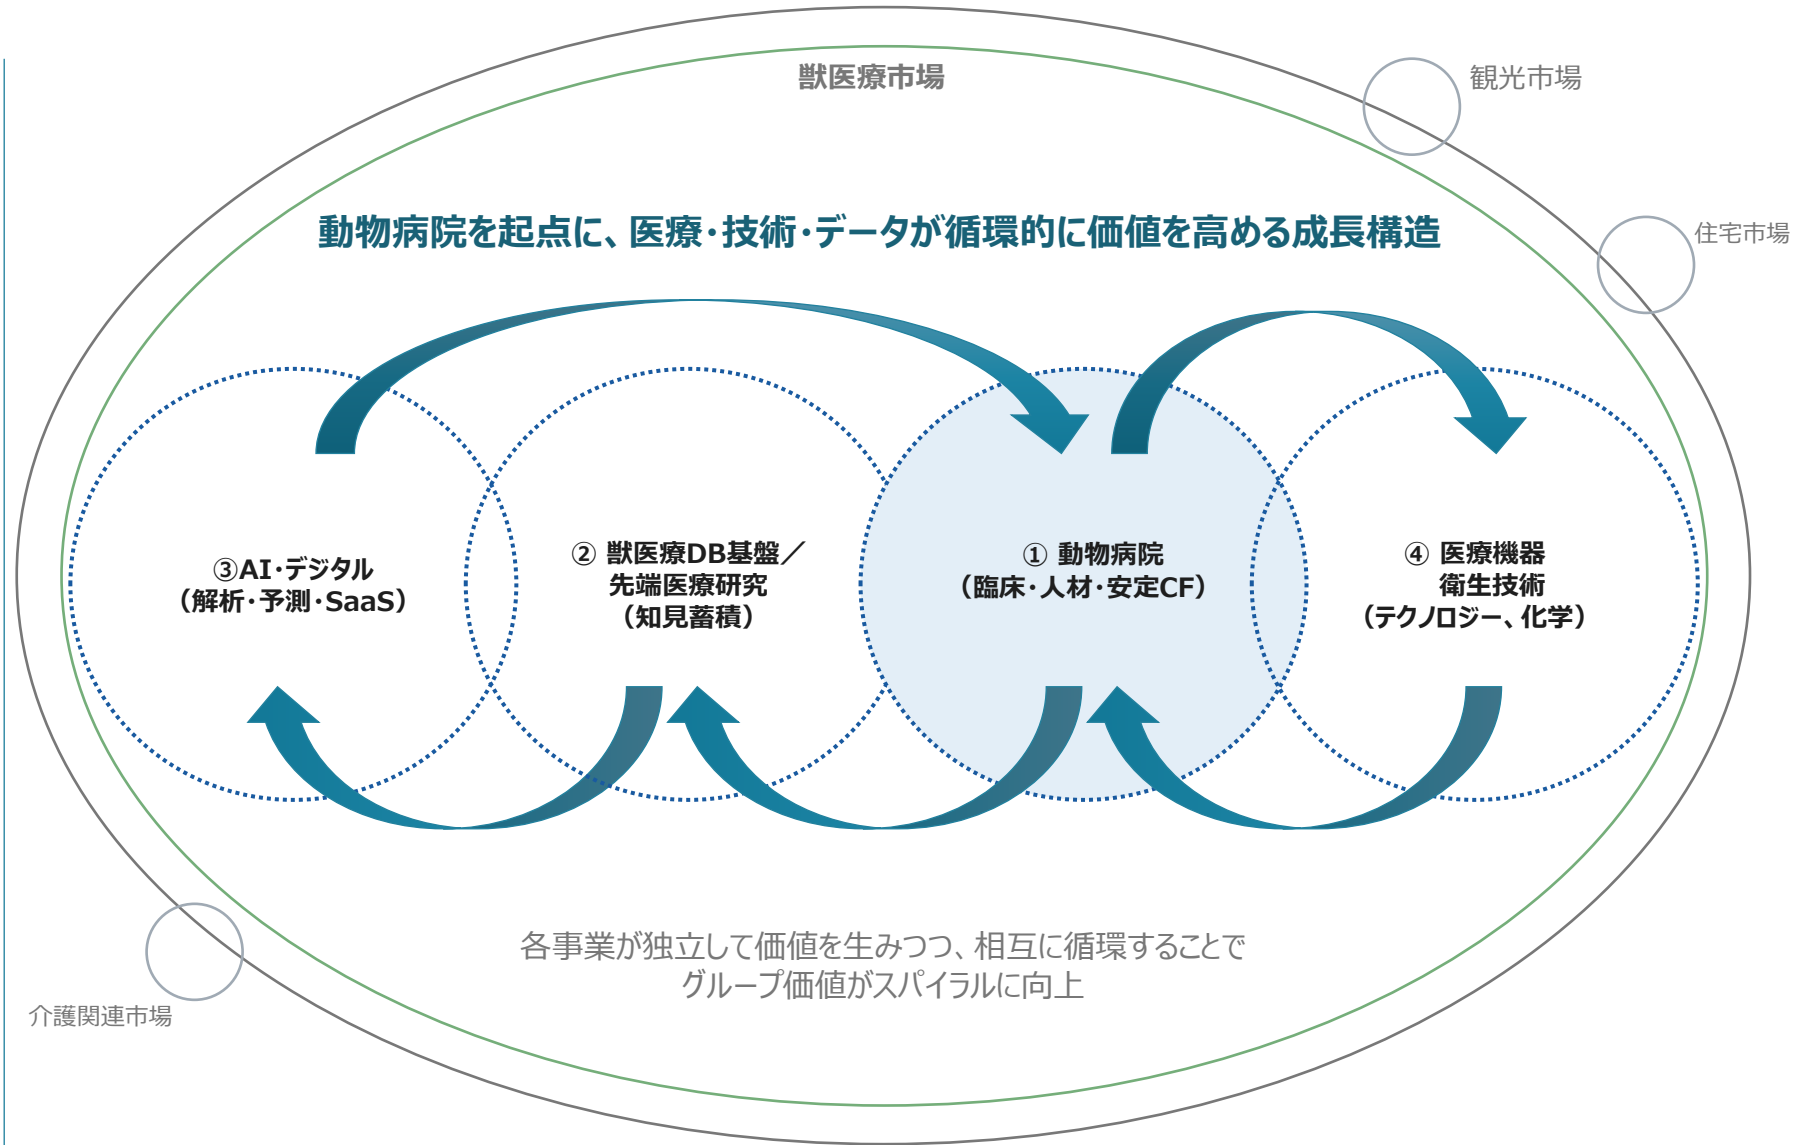 獣医療市場
観光市場
住宅市場
動物病院を起点に、医療・技術・データが循環的に価値を高める成長構造
③AI・デジタル
（解析・予測・SaaS）
② 獣医療DB基盤／
先端医療研究
（知見蓄積）
① 動物病院
（臨床・人材・安定CF）
④ 医療機器
衛生技術
（テクノロジー、化学）
各事業が独立して価値を生みつつ、相互に循環することで
グループ価値がスパイラルに向上
介護関連市場